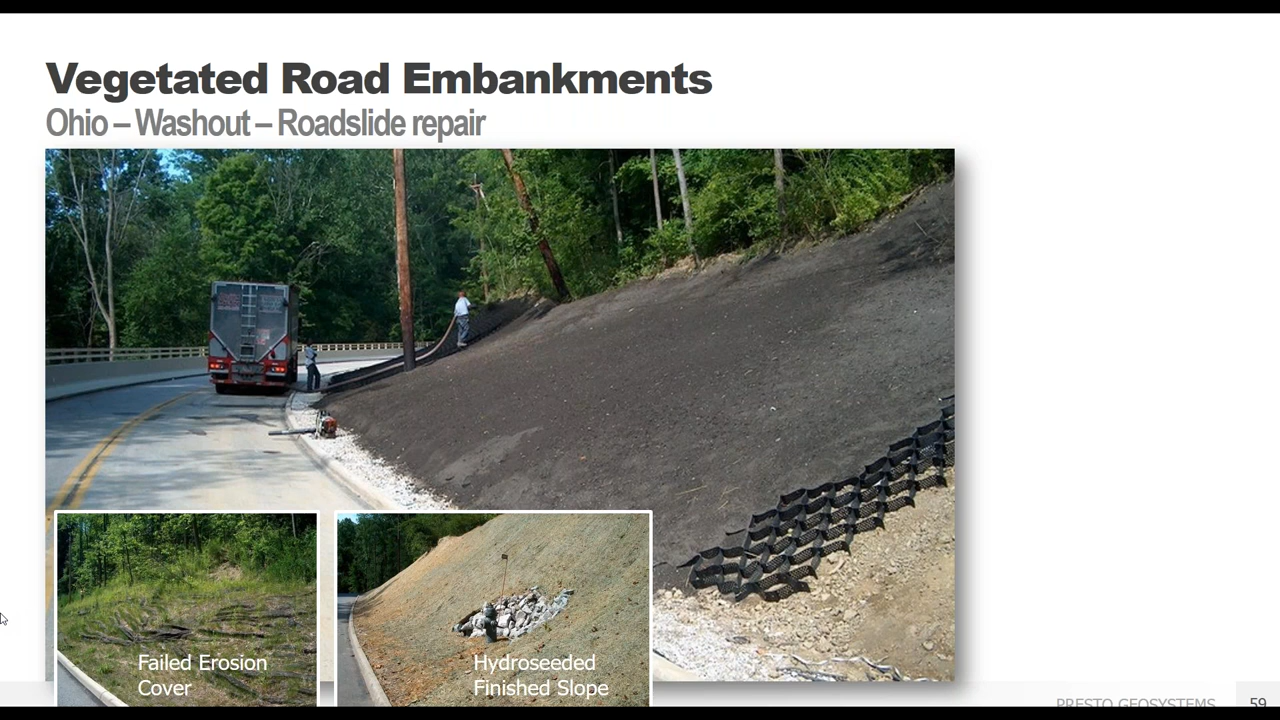 Vegetated Road Embankments
Ohio – Washout – Roadslide repair
Failed Erosion
Cover
Hydroseeded
Finished Slope
PRESTO GEOSYSTEMS
59